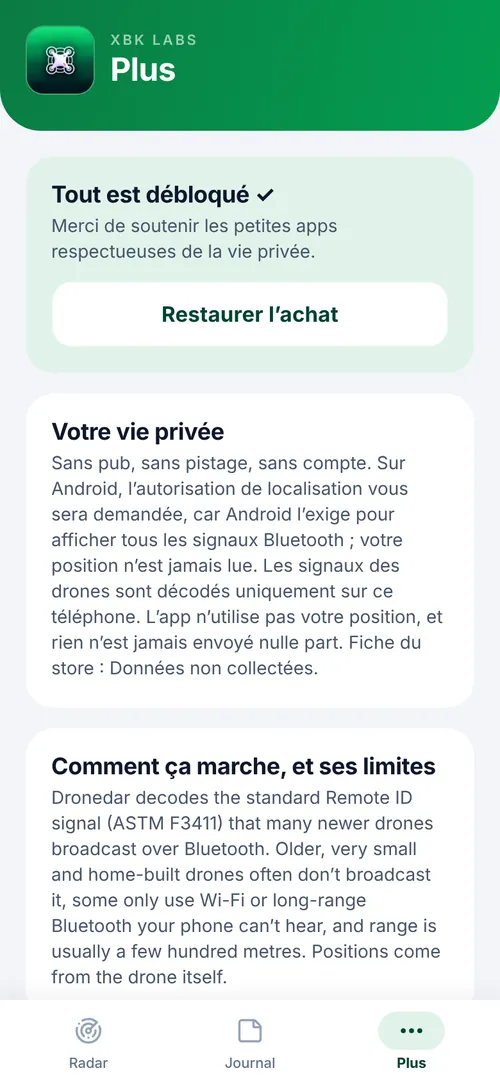 XBK LABS
Plus
Tout est débloqué ✓
Merci de soutenir les petites apps
respectueuses de la vie privée.
Restaurer l’achat
Votre vie privée
Sans pub, sans pistage, sans compte. Sur
Android, l’autorisation de localisation vous
sera demandée, car Android l’exige pour
afficher tous les signaux Bluetooth ; votre
position n’est jamais lue. Les signaux des
drones sont décodés uniquement sur ce
téléphone. L’app n’utilise pas votre position, et
rien n’est jamais envoyé nulle part. Fiche du
store : Données non collectées.
Comment ça marche, et ses limites
Dronedar decodes the standard Remote ID
signal (ASTM F3411) that many newer drones
broadcast over Bluetooth. Older, very small
and home-built drones often don’t broadcast
it, some only use Wi-Fi or long-range
Bluetooth your phone can’t hear, and range is
usually a few hundred metres. Positions come
from the drone itself.
Radar
Journal
Plus